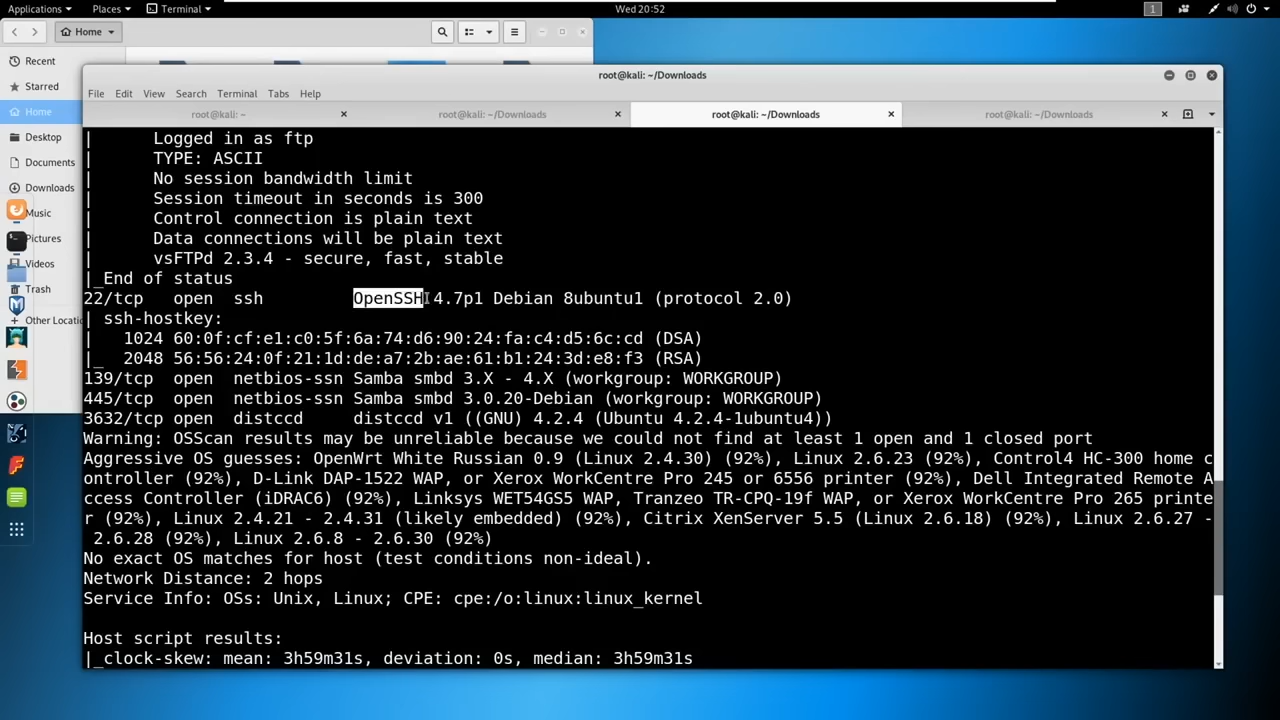 Applications Places Terminal Wed 20:52 1
Home
Recent
Starred
Home
Desktop
Documents
Downloads
Music
Pictures
Videos
Trash
Other Locatio
root@kali: ~/Downloads
File Edit View Search Terminal Tabs Help
root@kali: ~ root@kali: ~/Downloads root@kali: ~/Downloads root@kali: ~/Downloads
| Logged in as ftp
| TYPE: ASCII
| No session bandwidth limit
| Session timeout in seconds is 300
| Control connection is plain text
| Data connections will be plain text
| vsFTPd 2.3.4 - secure, fast, stable
|_End of status
22/tcp open ssh OpenSSH 4.7p1 Debian 8ubuntu1 (protocol 2.0)
| ssh-hostkey:
| 1024 60:0f:cf:e1:c0:5f:6a:74:d6:90:24:fa:c4:d5:6c:cd (DSA)
|_ 2048 56:56:24:0f:21:1d:de:a7:2b:ae:61:b1:24:3d:e8:f3 (RSA)
139/tcp open netbios-ssn Samba smbd 3.X - 4.X (workgroup: WORKGROUP)
445/tcp open netbios-ssn Samba smbd 3.0.20-Debian (workgroup: WORKGROUP)
3632/tcp open distccd distccd v1 ((GNU) 4.2.4 (Ubuntu 4.2.4-1ubuntu4))
Warning: OSScan results may be unreliable because we could not find at least 1 open and 1 closed port
Aggressive OS guesses: OpenWrt White Russian 0.9 (Linux 2.4.30) (92%), Linux 2.6.23 (92%), Control4 HC-300 home c
ontroller (92%), D-Link DAP-1522 WAP, or Xerox WorkCentre Pro 245 or 6556 printer (92%), Dell Integrated Remote A
ccess Controller (iDRAC6) (92%), Linksys WET54GS5 WAP, Tranzeo TR-CPQ-19f WAP, or Xerox WorkCentre Pro 265 printe
r (92%), Linux 2.4.21 - 2.4.31 (likely embedded) (92%), Citrix XenServer 5.5 (Linux 2.6.18) (92%), Linux 2.6.27 -
2.6.28 (92%), Linux 2.6.8 - 2.6.30 (92%)
No exact OS matches for host (test conditions non-ideal).
Network Distance: 2 hops
Service Info: OSs: Unix, Linux; CPE: cpe:/o:linux:linux_kernel
Host script results:
|_clock-skew: mean: 3h59m31s, deviation: 0s, median: 3h59m31s